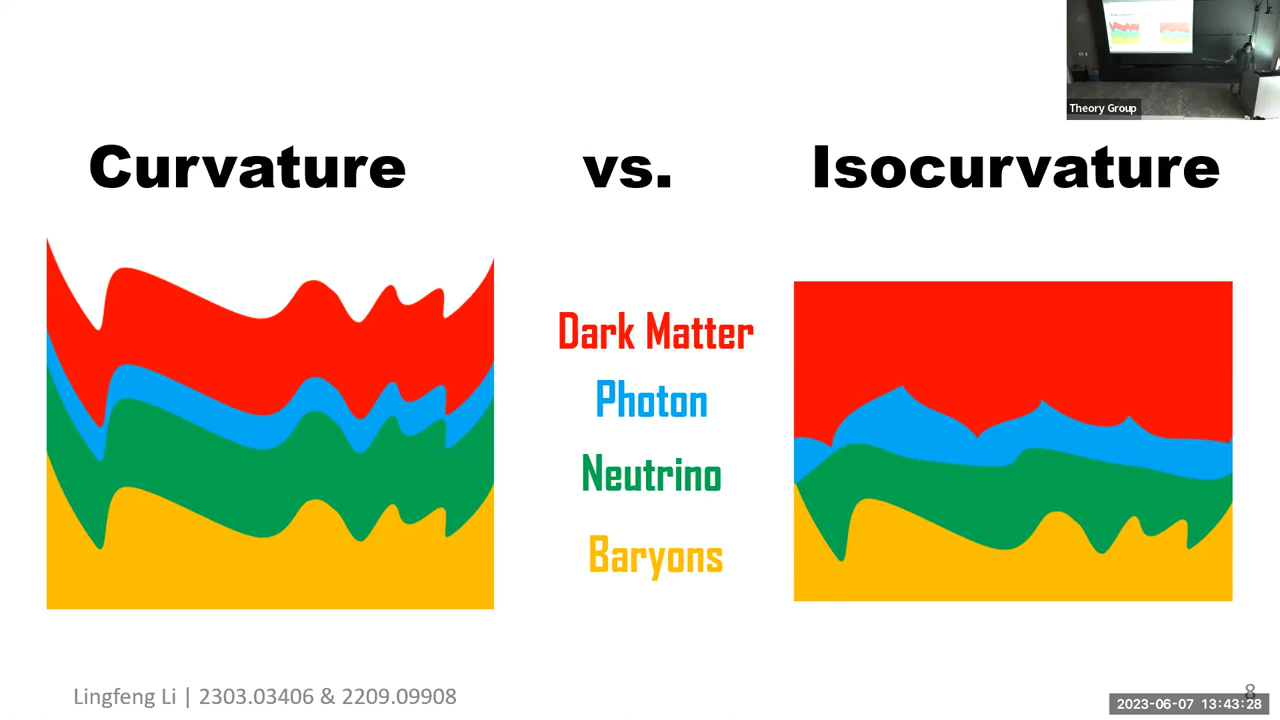 Theory Group
Curvature vs. Isocurvature
Dark Matter
Photon
Neutrino
Baryons
Lingfeng Li | 2303.03406 & 2209.09908
8
2023-06-07 13:43:28